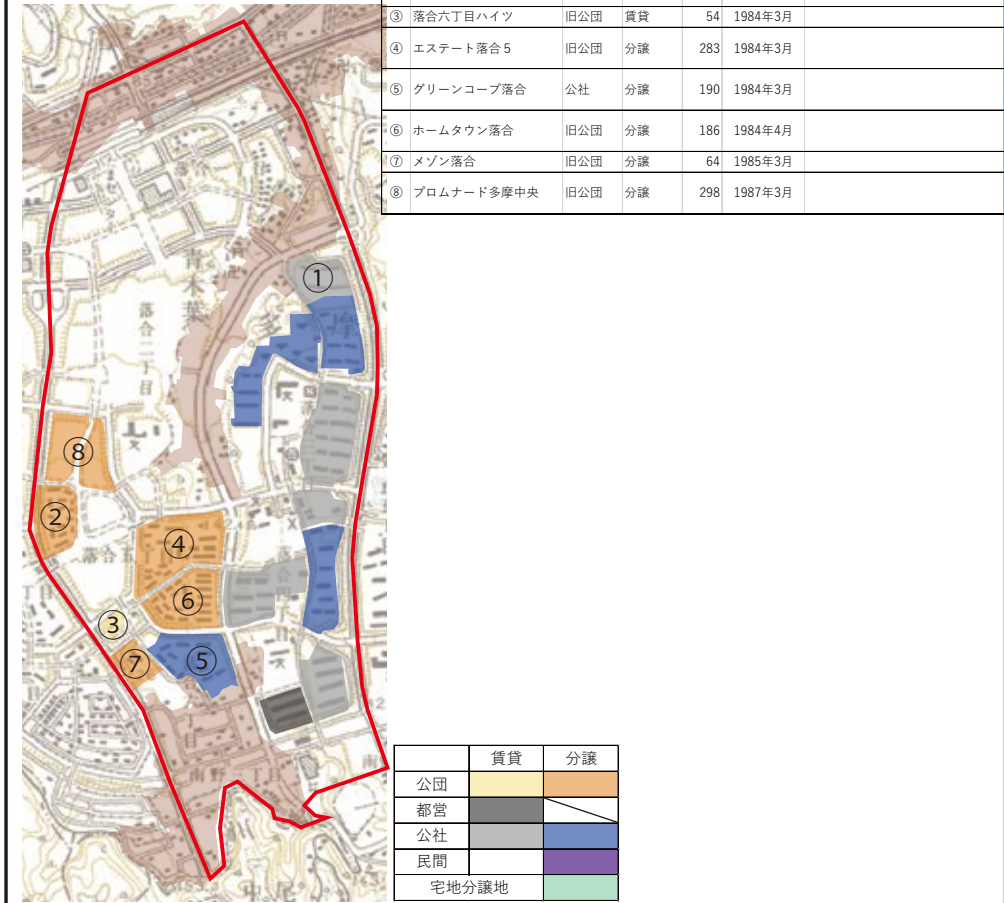 ③ 落合六丁目ハイツ 旧公団 賃貸 54 1984年3月
④ エステート落合5 旧公団 分譲 283 1984年3月
⑤ グリーンコープ落合 公社 分譲 190 1984年3月
⑥ ホームタウン落合 旧公団 分譲 186 1984年4月
⑦ メゾン落合 旧公団 分譲 64 1985年3月
⑧ プロムナード多摩中央 旧公団 分譲 298 1987年3月
①
青木葉
多摩
落合二丁目
⑧
②
④
落合五
⑥
③
⑦
⑤
南野
丁目
賃貸 分譲
公団
都営
公社
民間
宅地分譲地